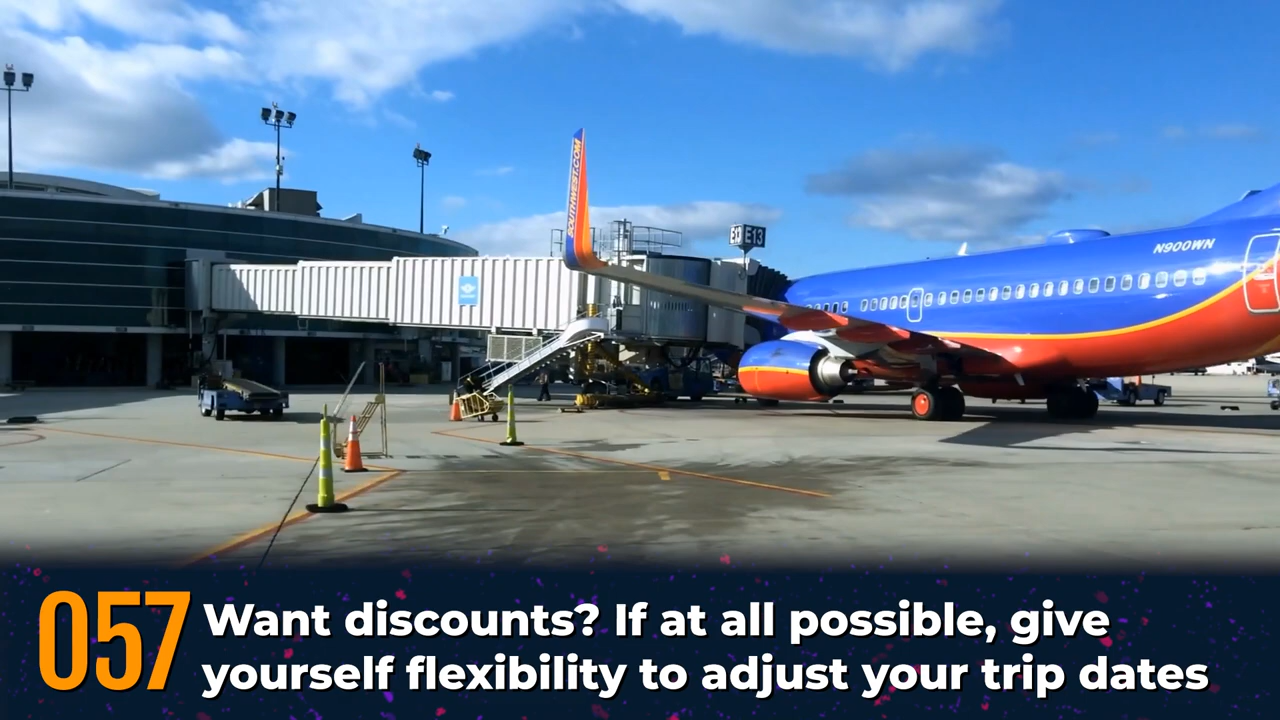 SOUTHWEST.COM
E13 E13
N900WN
057
Want discounts? If at all possible, give
yourself flexibility to adjust your trip dates